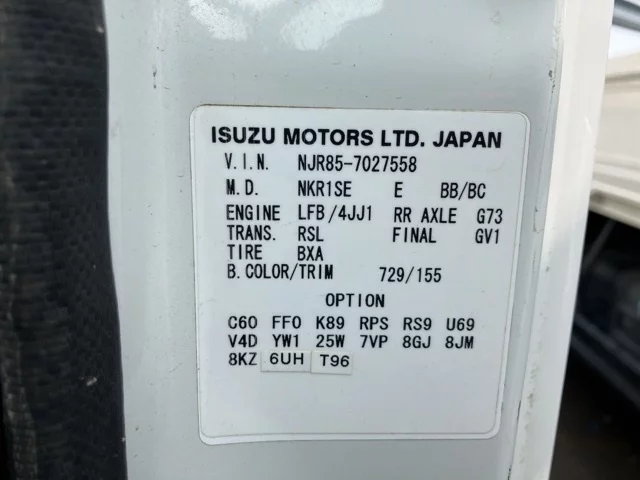 ISUZU MOTORS LTD. JAPAN
V.I.N. NJR85-7027558
M.D. NKR1SE E BB/BC
ENGINE LFB/4JJ1 RR AXLE G73
TRANS. RSL FINAL GV1
TIRE BXA
B.COLOR/TRIM 729/155
OPTION
C60 FF0 K89 RPS RS9 U69
V4D YW1 25W 7VP 8GJ 8JM
8KZ 6UH T96